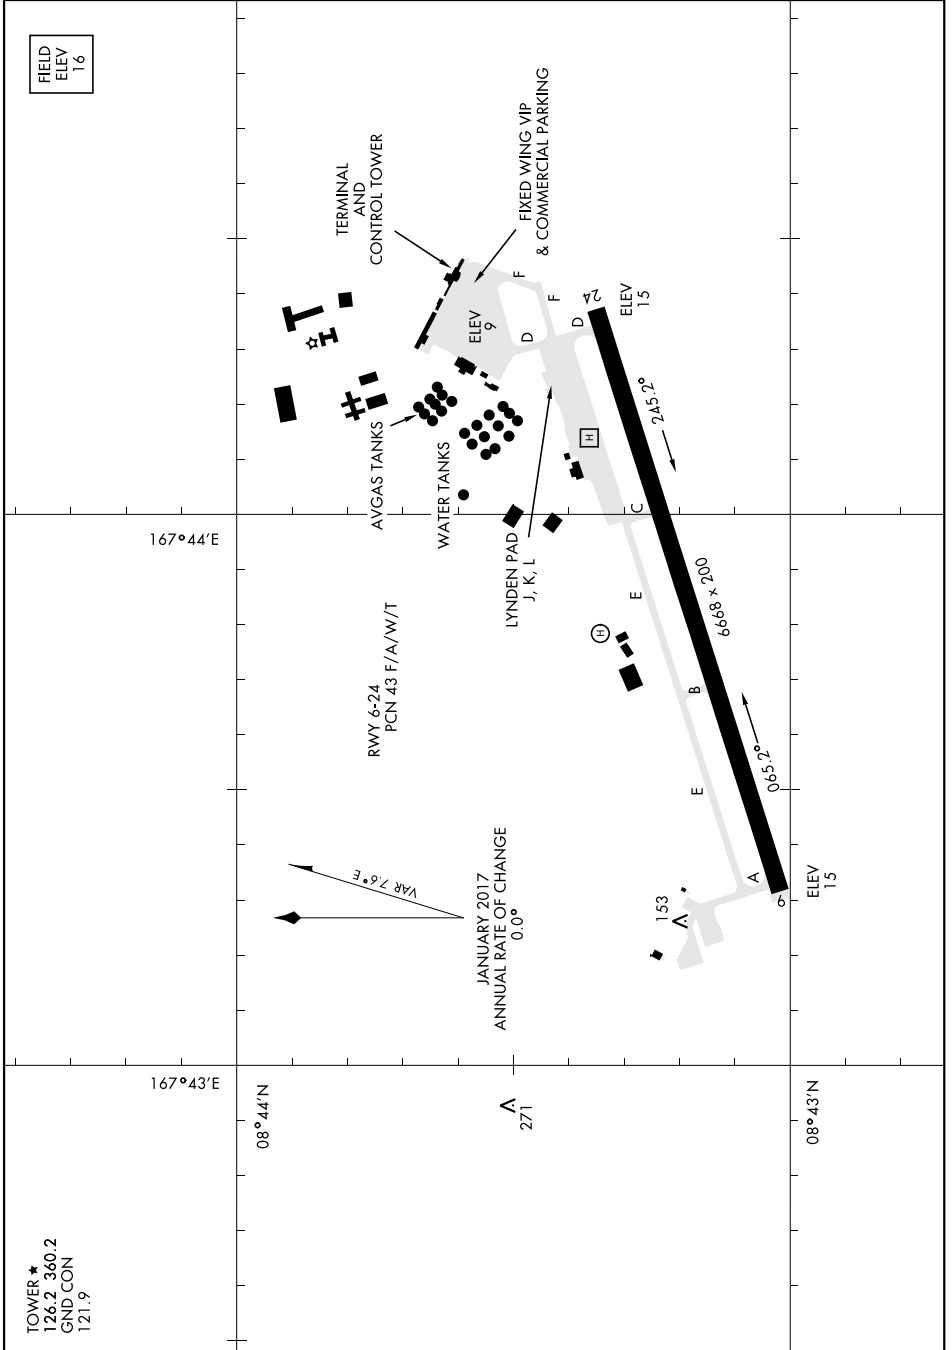 FIELD
ELEV
16
TERMINAL
AND
CONTROL TOWER
FIXED WING VIP
& COMMERCIAL PARKING
F
F
ELEV
9
D
D
24
ELEV
15
245.2°
AVGAS TANKS
WATER TANKS
H
C
167°44'E
LYNDEN PAD
J, K, L
E
H
6668 × 200
RWY 6-24
PCN 43 F/A/W/T
B
E
065.2°
A
6
ELEV
15
VAR 7.6°E
153
JANUARY 2017
ANNUAL RATE OF CHANGE
0.0°
167°43'E
08°44'N
271
08°43'N
TOWER ★
126.2 360.2
GND CON
121.9